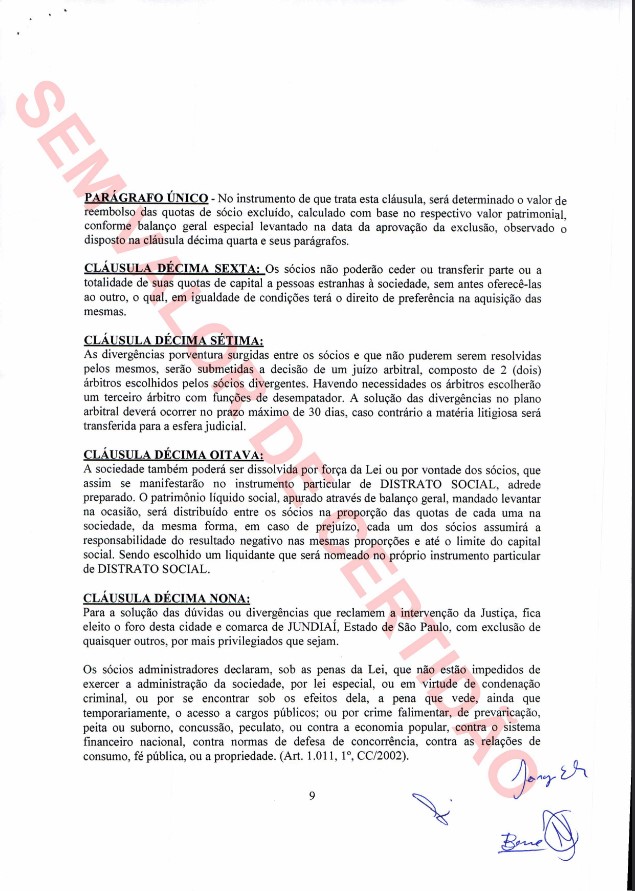 PARÁGRAFO ÚNICO - No instrumento de que trata esta cláusula, será determinado o valor de
reembolso das quotas de sócio excluído, calculado com base no respectivo valor patrimonial,
conforme balanço geral especial levantado na data da aprovação da exclusão, observado o
disposto na cláusula décima quarta e seus parágrafos.
CLÁUSULA DÉCIMA SEXTA: Os sócios não poderão ceder ou transferir parte ou a
totalidade de suas quotas de capital a pessoas estranhas à sociedade, sem antes oferecê-las
ao outro, o qual, em igualdade de condições terá o direito de preferência na aquisição das
mesmas.
CLÁUSULA DÉCIMA SÉTIMA:
As divergências porventura surgidas entre os sócios e que não puderem serem resolvidas
pelos mesmos, serão submetidas a decisão de um juízo arbitral, composto de 2 (dois)
árbitros escolhidos pelos sócios divergentes. Havendo necessidades os árbitros escolherão
um terceiro árbitro com funções de desempatador. A solução das divergências no plano
arbitral deverá ocorrer no prazo máximo de 30 dias, caso contrário a matéria litigiosa será
transferida para a esfera judicial.
CLÁUSULA DÉCIMA OITAVA:
A sociedade também poderá ser dissolvida por força da Lei ou por vontade dos sócios, que
assim se manifestarão no instrumento particular de DISTRATO SOCIAL, adrede
preparado. O patrimônio líquido social, apurado através de balanço geral, mandado levantar
na ocasião, será distribuído entre os sócios na proporção das quotas de cada uma na
sociedade, da mesma forma, em caso de prejuízo, cada um dos sócios assumirá a
responsabilidade do resultado negativo nas mesmas proporções e até o limite do capital
social. Sendo escolhido um liquidante que será nomeado no próprio instrumento particular
de DISTRATO SOCIAL.
CLÁUSULA DÉCIMA NONA:
Para a solução das dúvidas ou divergências que reclamem a intervenção da Justiça, fica
eleito o foro desta cidade e comarca de JUNDIAÍ, Estado de São Paulo, com exclusão de
quaisquer outros, por mais privilegiados que sejam.
Os sócios administradores declaram, sob as penas da Lei, que não estão impedidos de
exercer a administração da sociedade, por lei especial, ou em virtude de condenação
criminal, ou por se encontrar sob os efeitos dela, a pena que vede, ainda que
temporariamente, o acesso a cargos públicos; ou por crime falimentar, de prevaricação,
peita ou suborno, concussão, peculato, ou contra a economia popular, contra o sistema
financeiro nacional, contra normas de defesa de concorrência, contra as relações de
consumo, fé pública, ou a propriedade. (Art. 1.011, 1º, CC/2002).
9
SEM VALOR DE CERTIDÃO